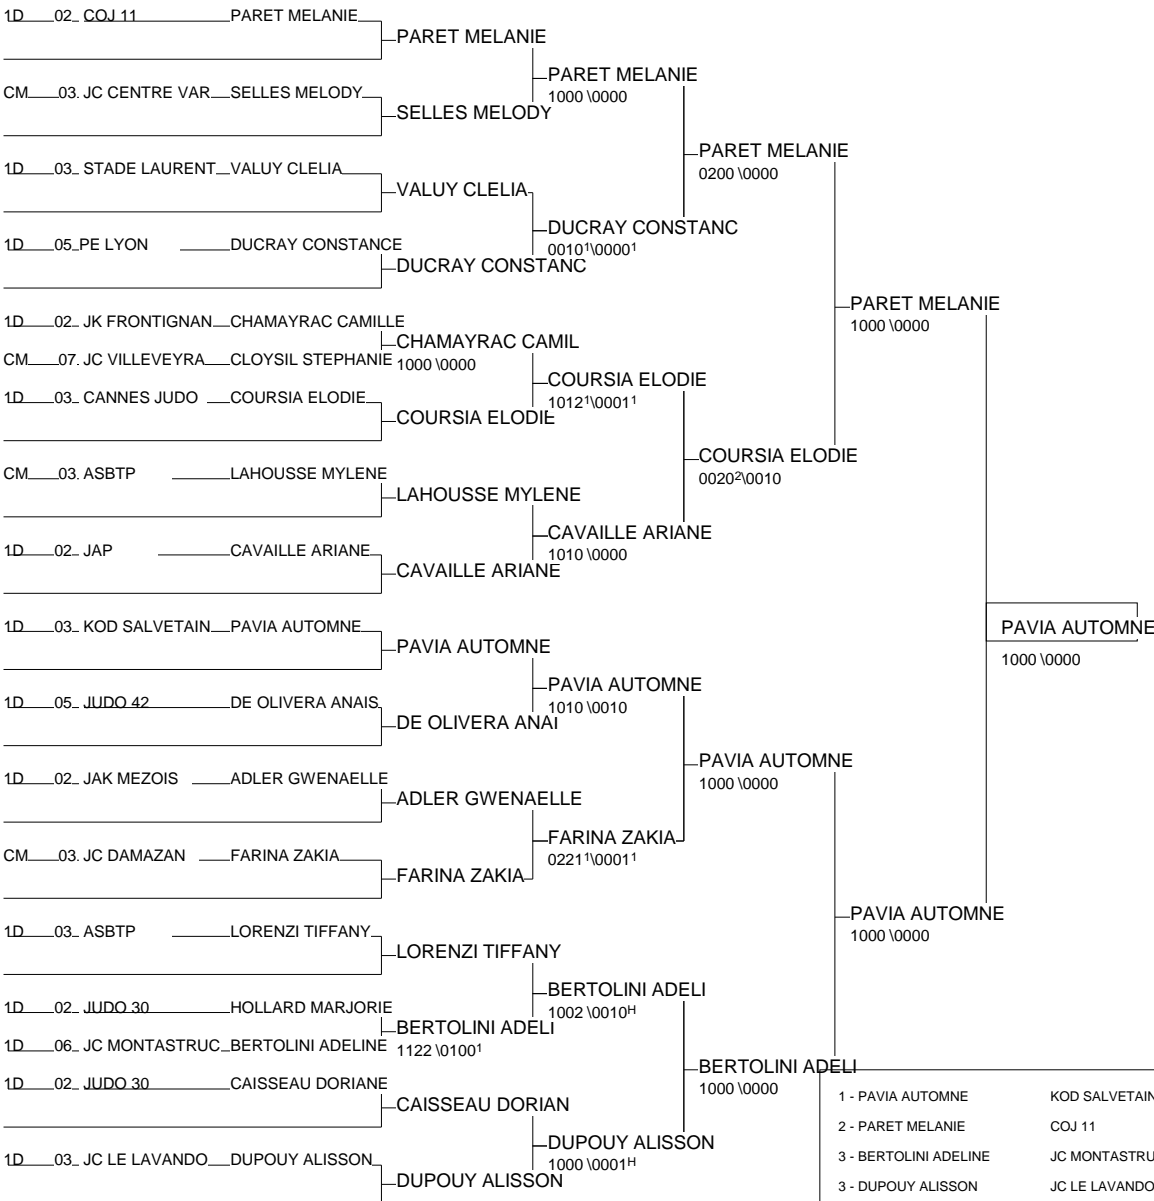 1D 02 COJ 11 PARET MELANIE
PARET MELANIE
PARET MELANIE
1000 \0000
CM 03. JC CENTRE VAR SELLES MELODY
SELLES MELODY
PARET MELANIE
0200 \0000
1D 03 STADE LAURENT VALUY CLELIA
VALUY CLELIA
DUCRAY CONSTANC
0010¹\0000¹
1D 05 PE LYON DUCRAY CONSTANCE
DUCRAY CONSTANC
PARET MELANIE
1000 \0000
1D 02 JK FRONTIGNAN CHAMAYRAC CAMILLE
CHAMAYRAC CAMIL
CM 07. JC VILLEVEYRA CLOYSIL STEPHANIE 1000 \0000
COURSIA ELODIE
1012¹\0001¹
1D 03 CANNES JUDO COURSIA ELODIE
COURSIA ELODIE
COURSIA ELODIE
0020²\0010
CM 03. ASBTP LAHOUSSE MYLENE
LAHOUSSE MYLENE
CAVAILLE ARIANE
1010 \0000
1D 02 JAP CAVAILLE ARIANE
CAVAILLE ARIANE
1D 03 KOD SALVETAIN PAVIA AUTOMNE
PAVIA AUTOMNE
1000 \0000
PAVIA AUTOMNE
PAVIA AUTOMNE
1010 \0010
1D 05 JUDO 42 DE OLIVERA ANAIS
DE OLIVERA ANAI
PAVIA AUTOMNE
1000 \0000
1D 02 JAK MEZOIS ADLER GWENAELLE
ADLER GWENAELLE
FARINA ZAKIA
0221¹\0001¹
CM 03. JC DAMAZAN FARINA ZAKIA
FARINA ZAKIA
PAVIA AUTOMNE
1000 \0000
1D 03 ASBTP LORENZI TIFFANY
LORENZI TIFFANY
BERTOLINI ADELI
1002 \0010ᴴ
1D 02 JUDO 30 HOLLARD MARJORIE
BERTOLINI ADELI
1D 06 JC MONTASTRUC BERTOLINI ADELINE 1122 \0100¹
BERTOLINI ADELI
1000 \0000
1D 02 JUDO 30 CAISSEAU DORIANE
CAISSEAU DORIAN
DUPOUY ALISSON
1000 \0001ᴴ
1D 03 JC LE LAVANDO DUPOUY ALISSON
DUPOUY ALISSON
1 - PAVIA AUTOMNE KOD SALVETAIN
2 - PARET MELANIE COJ 11
3 - BERTOLINI ADELINE JC MONTASTRU
3 - DUPOUY ALISSON JC LE LAVANDO